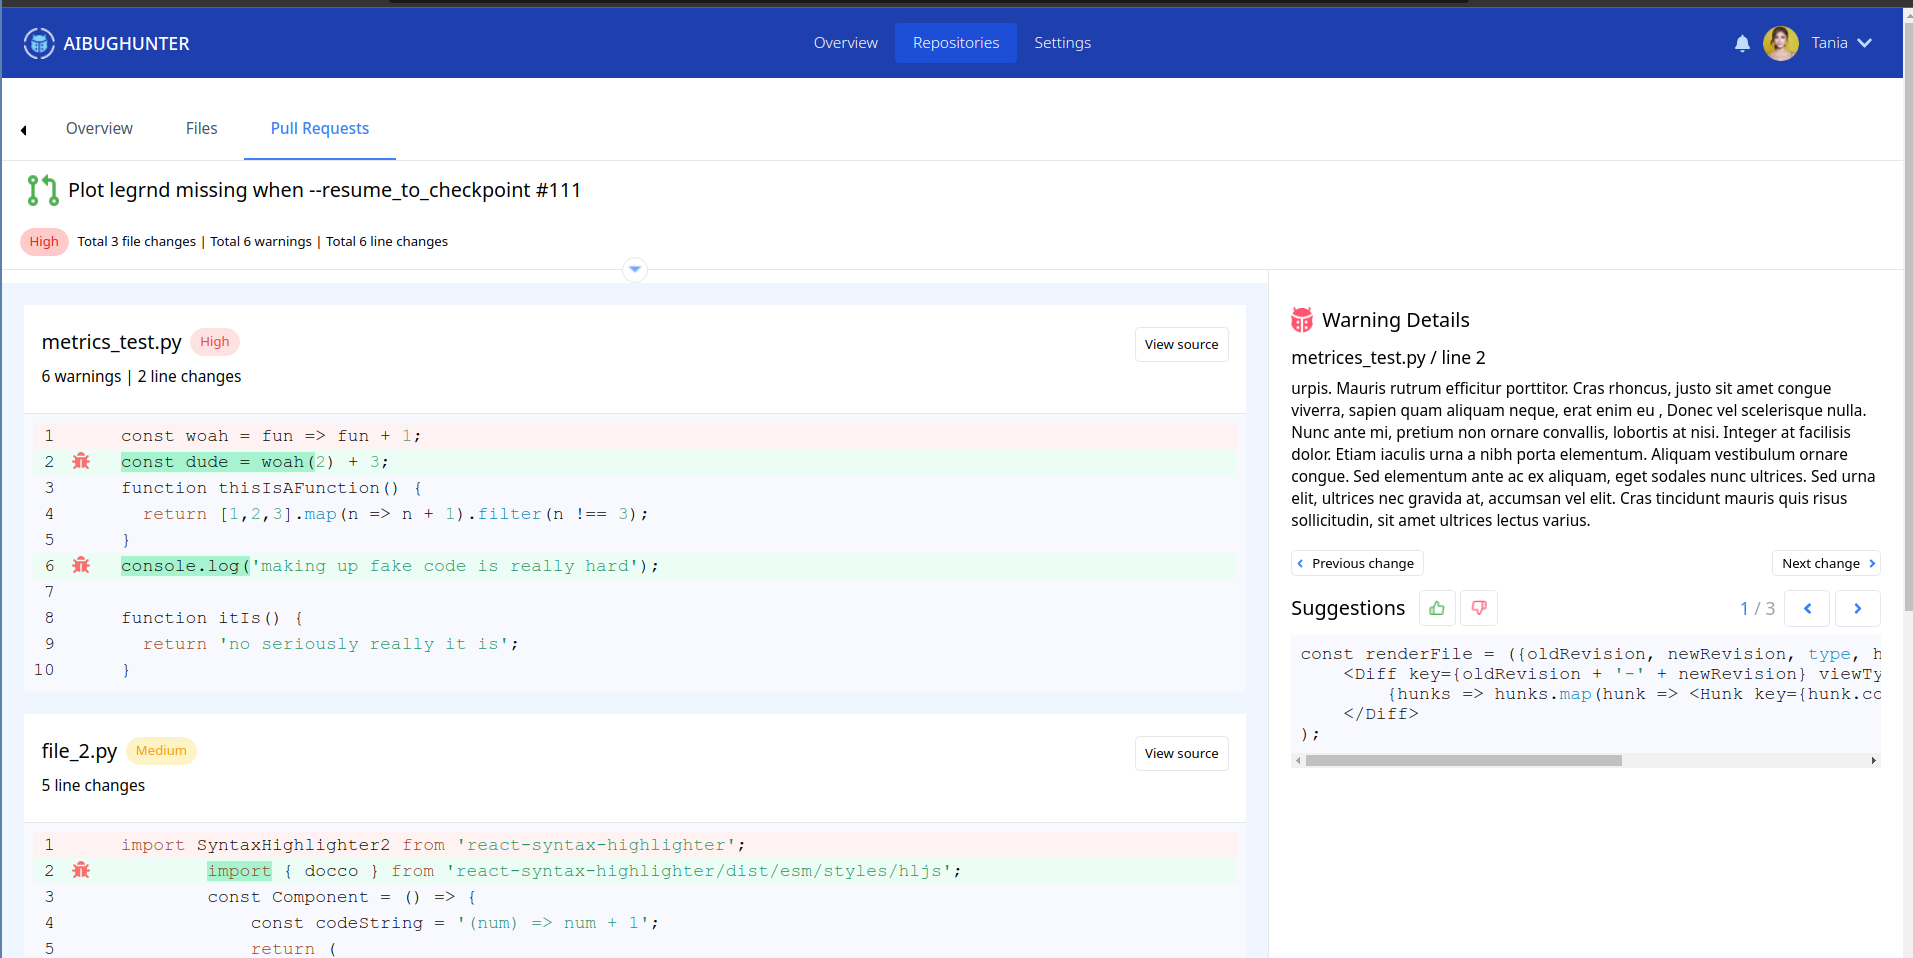 AIBUGHUNTER
Overview Repositories Settings
Tania
Overview Files Pull Requests
Plot legrnd missing when --resume_to_checkpoint #111
High Total 3 file changes | Total 6 warnings | Total 6 line changes
metrics_test.py High
View source
6 warnings | 2 line changes
1 const woah = fun => fun + 1;
2 const dude = woah(2) + 3;
3 function thisIsAFunction() {
4 return [1,2,3].map(n => n + 1).filter(n !== 3);
5 }
6 console.log('making up fake code is really hard');
7
8 function itIs() {
9 return 'no seriously really it is';
10 }
file_2.py Medium
View source
5 line changes
1 import SyntaxHighlighter2 from 'react-syntax-highlighter';
2 import { docco } from 'react-syntax-highlighter/dist/esm/styles/hljs';
3 const Component = () => {
4 const codeString = '(num) => num + 1';
5 return (
Warning Details
metrices_test.py / line 2
urpis. Mauris rutrum efficitur porttitor. Cras rhoncus, justo sit amet congue
viverra, sapien quam aliquam neque, erat enim eu , Donec vel scelerisque nulla.
Nunc ante mi, pretium non ornare convallis, lobortis at nisi. Integer at facilisis
dolor. Etiam iaculis urna a nibh porta elementum. Aliquam vestibulum ornare
congue. Sed elementum ante ac ex aliquam, eget sodales nunc ultrices. Sed urna
elit, ultrices nec gravida at, accumsan vel elit. Cras tincidunt mauris quis risus
sollicitudin, sit amet ultrices lectus varius.
Previous change Next change
Suggestions 1 / 3
const renderFile = ({oldRevision, newRevision, type, h
<Diff key={oldRevision + '-' + newRevision} viewTy
{hunks => hunks.map(hunk => <Hunk key={hunk.co
</Diff>
);